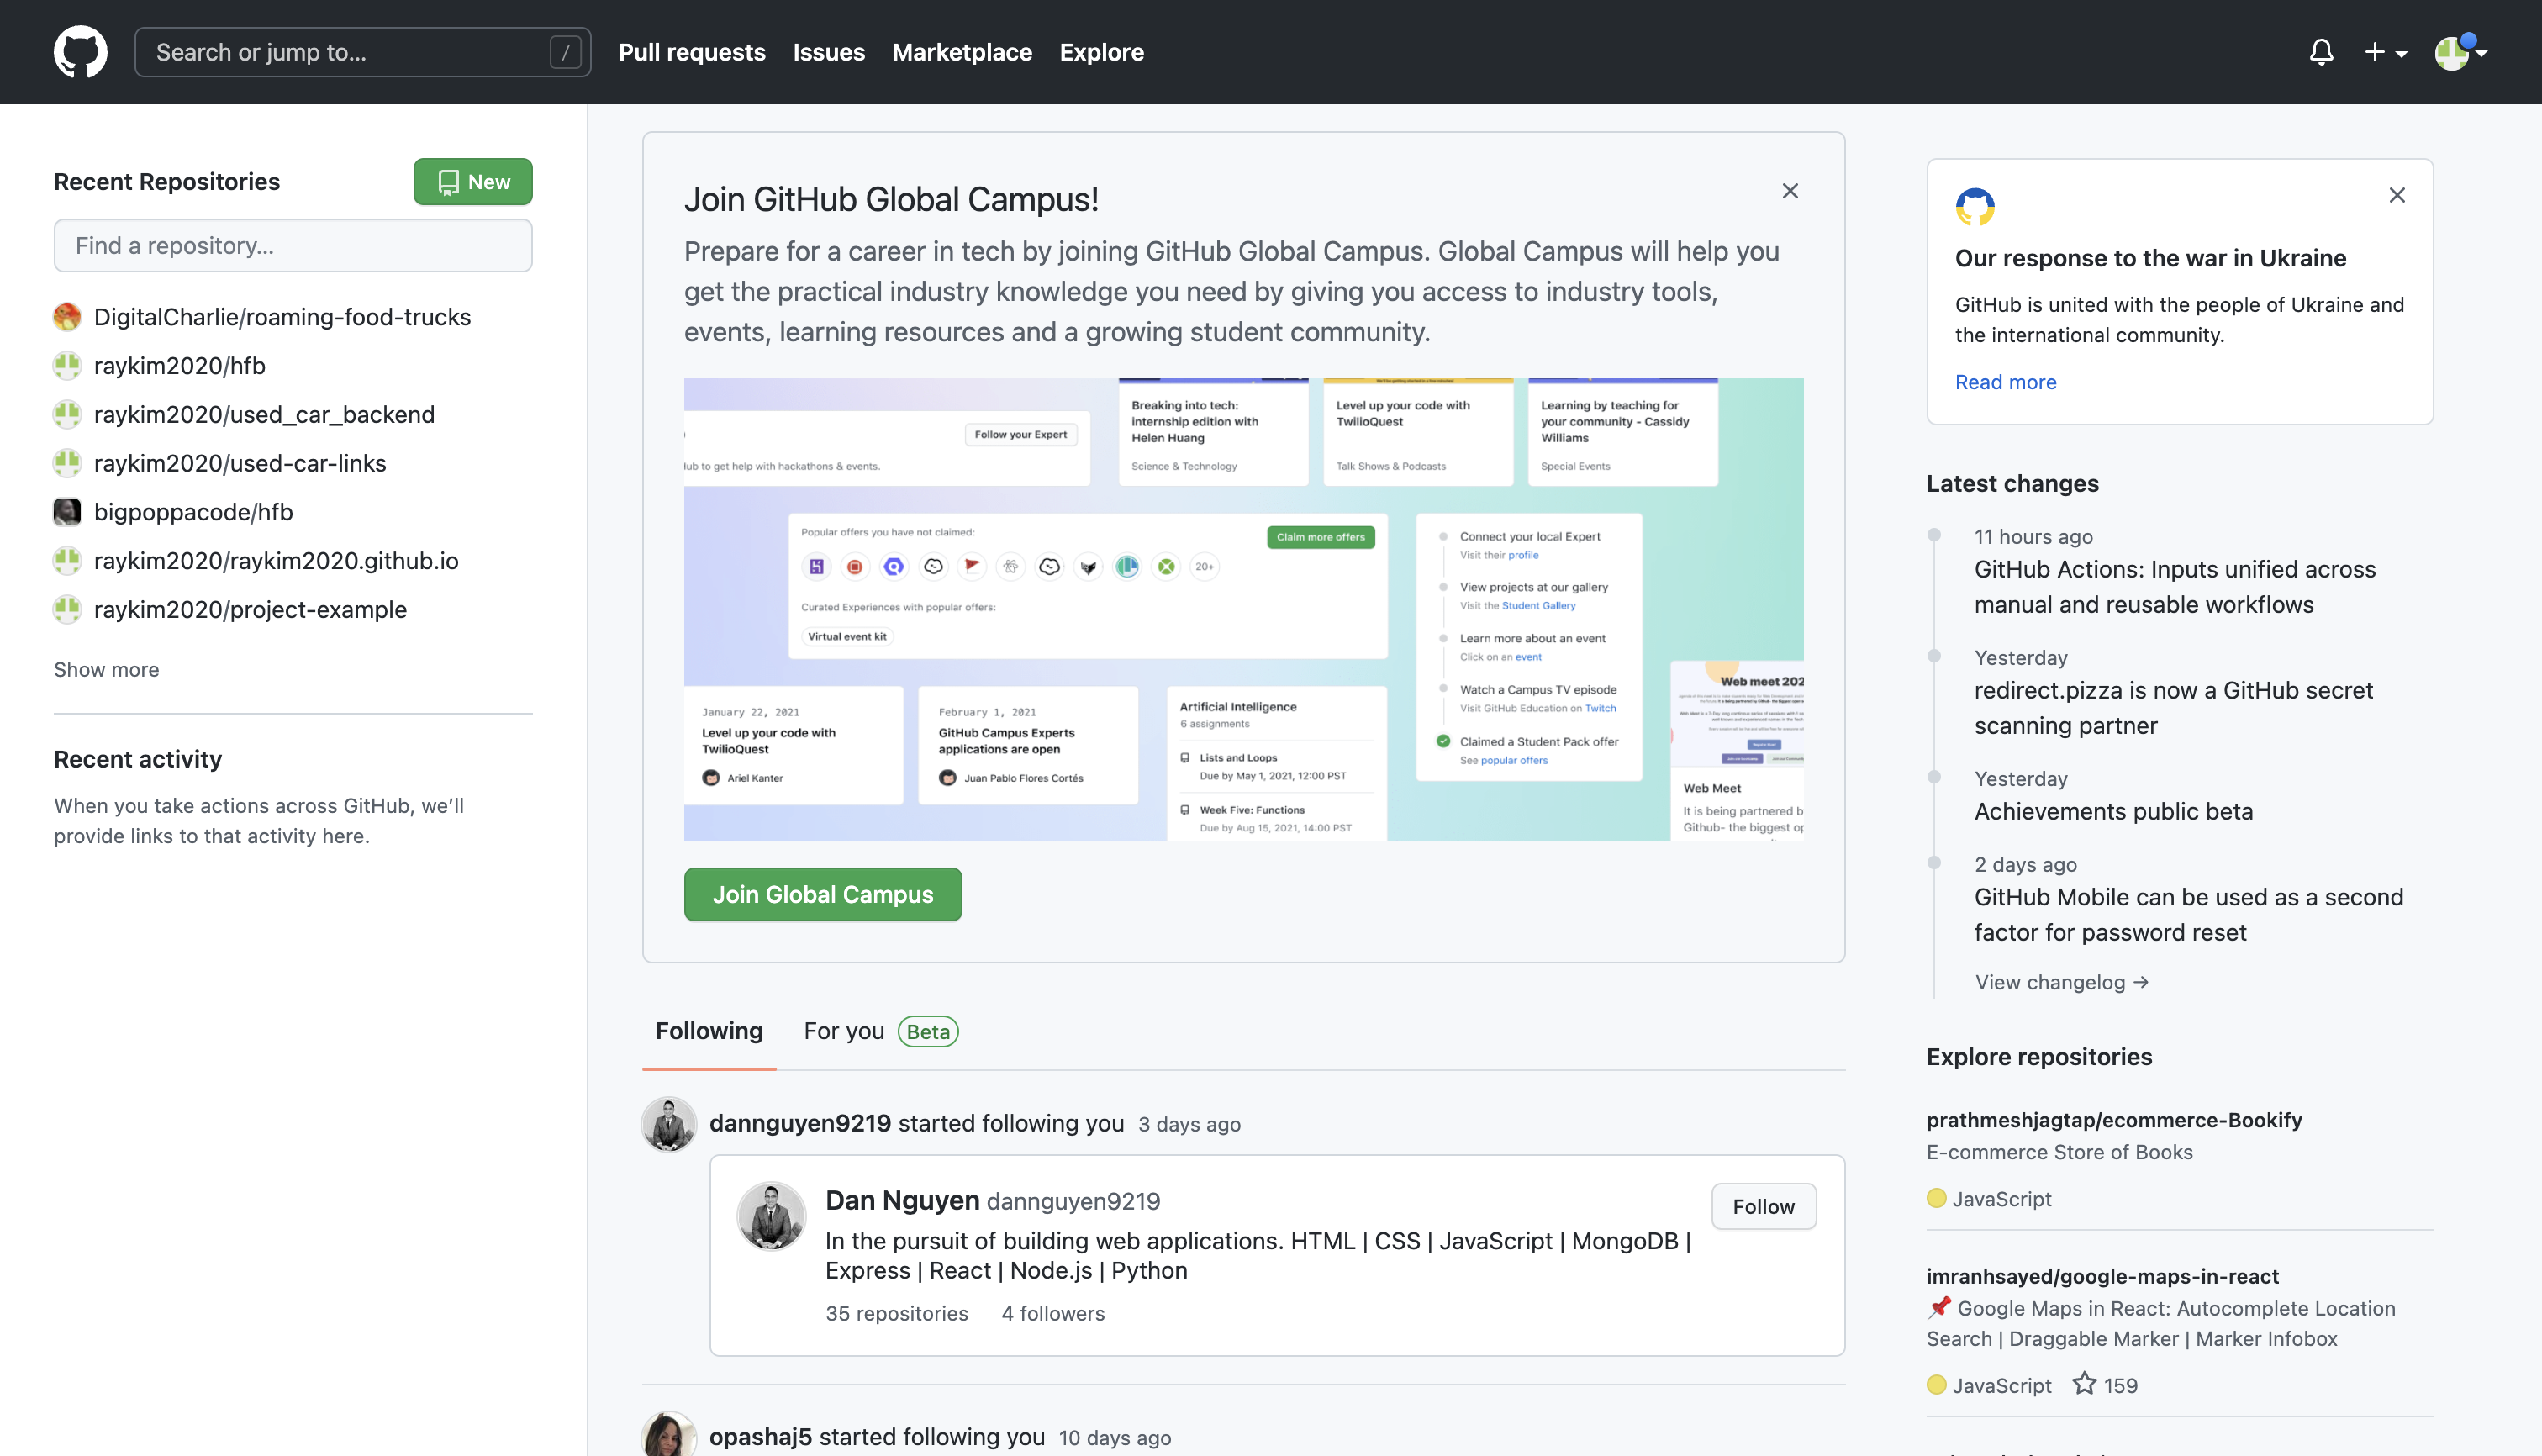 Search or jump to...
/
Pull requests
Issues
Marketplace
Explore
Recent Repositories
New
Find a repository...
DigitalCharlie/roaming-food-trucks
raykim2020/hfb
raykim2020/used_car_backend
raykim2020/used-car-links
bigpoppacode/hfb
raykim2020/raykim2020.github.io
raykim2020/project-example
Show more
Recent activity
When you take actions across GitHub, we’ll
provide links to that activity here.
Join GitHub Global Campus!
Prepare for a career in tech by joining GitHub Global Campus. Global Campus will help you
get the practical industry knowledge you need by giving you access to industry tools,
events, learning resources and a growing student community.
Follow your Expert
to get help with hackathons & events.
Breaking into tech:
internship edition with
Helen Huang
Science & Technology
Level up your code with
TwilioQuest
Talk Shows & Podcasts
Learning by teaching for
your community - Cassidy
Williams
Special Events
Popular offers you have not claimed:
Claim more offers
20+
Curated Experiences with popular offers:
Virtual event kit
Connect your local Expert
Visit their profile
View projects at our gallery
Visit the Student Gallery
Learn more about an event
Click on an event
Watch a Campus TV episode
Visit GitHub Education on Twitch
Claimed a Student Pack offer
See popular offers
January 22, 2021
Level up your code with
TwilioQuest
Ariel Kanter
February 1, 2021
GitHub Campus Experts
applications are open
Juan Pablo Flores Cortés
Artificial Intelligence
6 assignments
Lists and Loops
Due by May 1, 2021, 12:00 PST
Week Five: Functions
Due by Aug 15, 2021, 14:00 PST
Web meet 202
Web Meet
It is being partnered b
Github- the biggest op
Join Global Campus
Following
For you
Beta
dannguyen9219 started following you 3 days ago
Dan Nguyen dannguyen9219
Follow
In the pursuit of building web applications. HTML | CSS | JavaScript | MongoDB |
Express | React | Node.js | Python
35 repositories
4 followers
opashaj5 started following you 10 days ago
Our response to the war in Ukraine
GitHub is united with the people of Ukraine and
the international community.
Read more
Latest changes
11 hours ago
GitHub Actions: Inputs unified across
manual and reusable workflows
Yesterday
redirect.pizza is now a GitHub secret
scanning partner
Yesterday
Achievements public beta
2 days ago
GitHub Mobile can be used as a second
factor for password reset
View changelog →
Explore repositories
prathmeshjagtap/ecommerce-Bookify
E-commerce Store of Books
JavaScript
imranhsayed/google-maps-in-react
📌 Google Maps in React: Autocomplete Location
Search | Draggable Marker | Marker Infobox
JavaScript
159